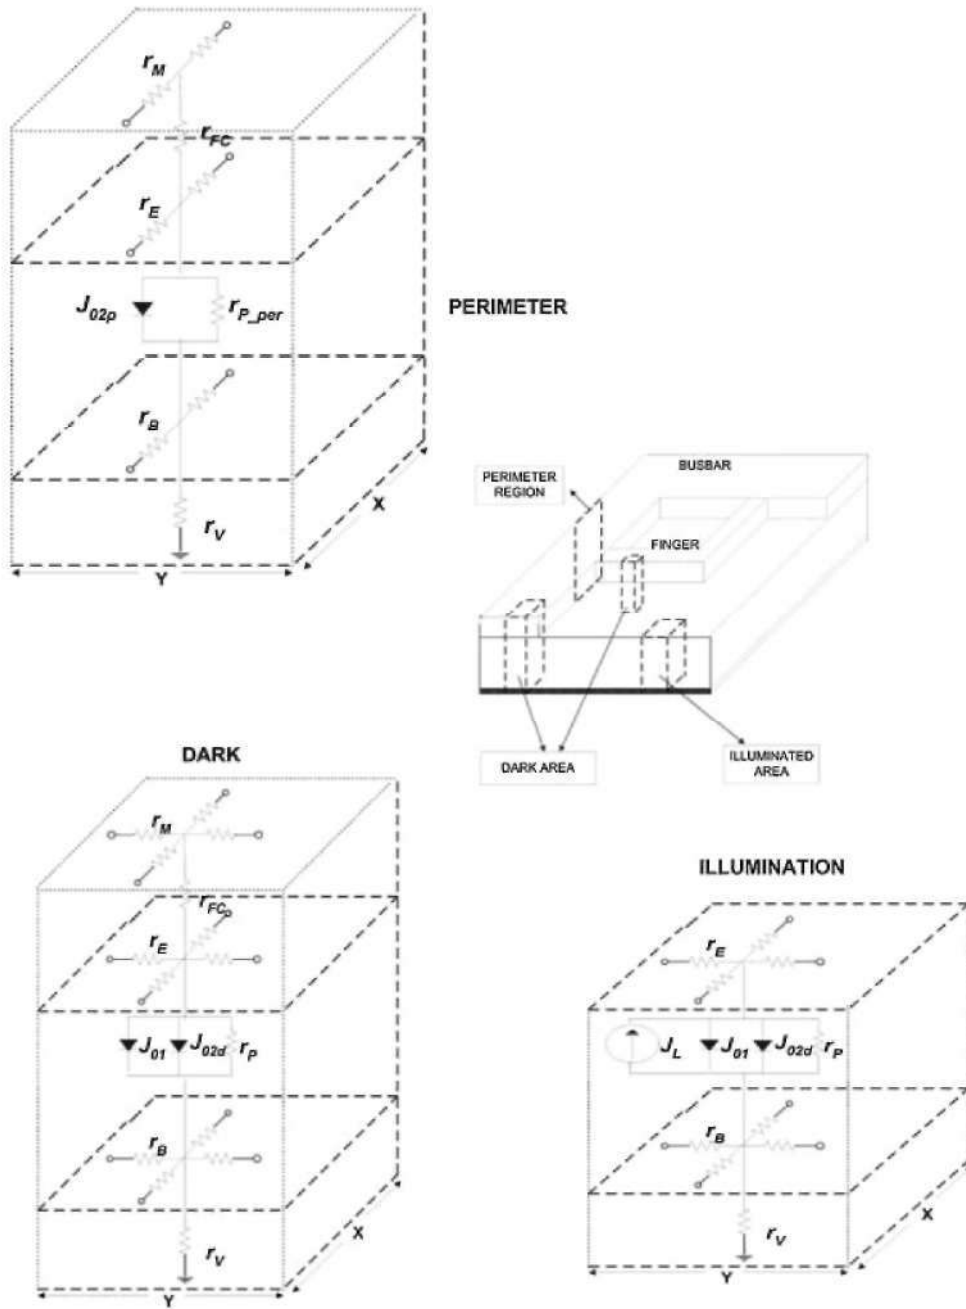 r_M
r_FC
r_E
J_02p
r_P_per
PERIMETER
r_B
r_V
X
Y
BUSBAR
PERIMETER
REGION
FINGER
DARK AREA
ILLUMINATED
AREA
DARK
r_M
r_FC
r_E
J_01
J_02d
r_P
r_B
r_V
X
Y
ILLUMINATION
r_E
J_L
J_01
J_02d
r_P
r_B
r_V
X
Y